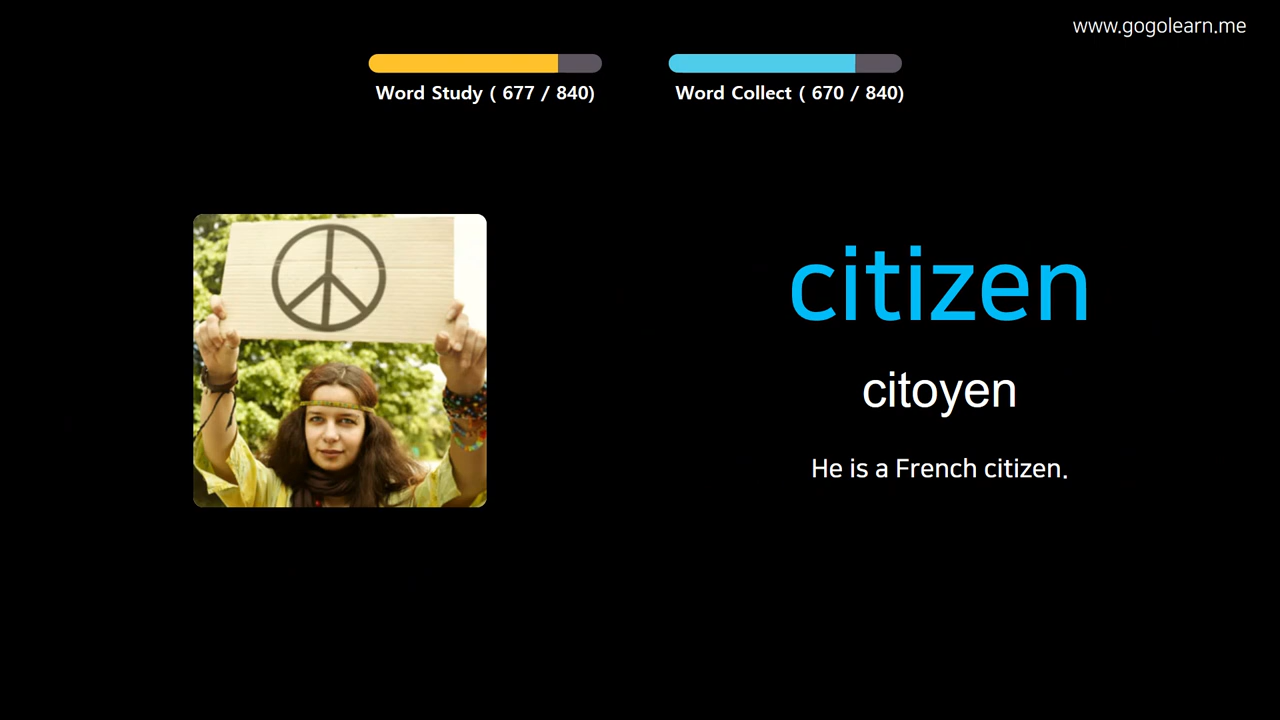 www.gogolearn.me
Word Study ( 677 / 840)
Word Collect ( 670 / 840)
citizen
citoyen
He is a French citizen.